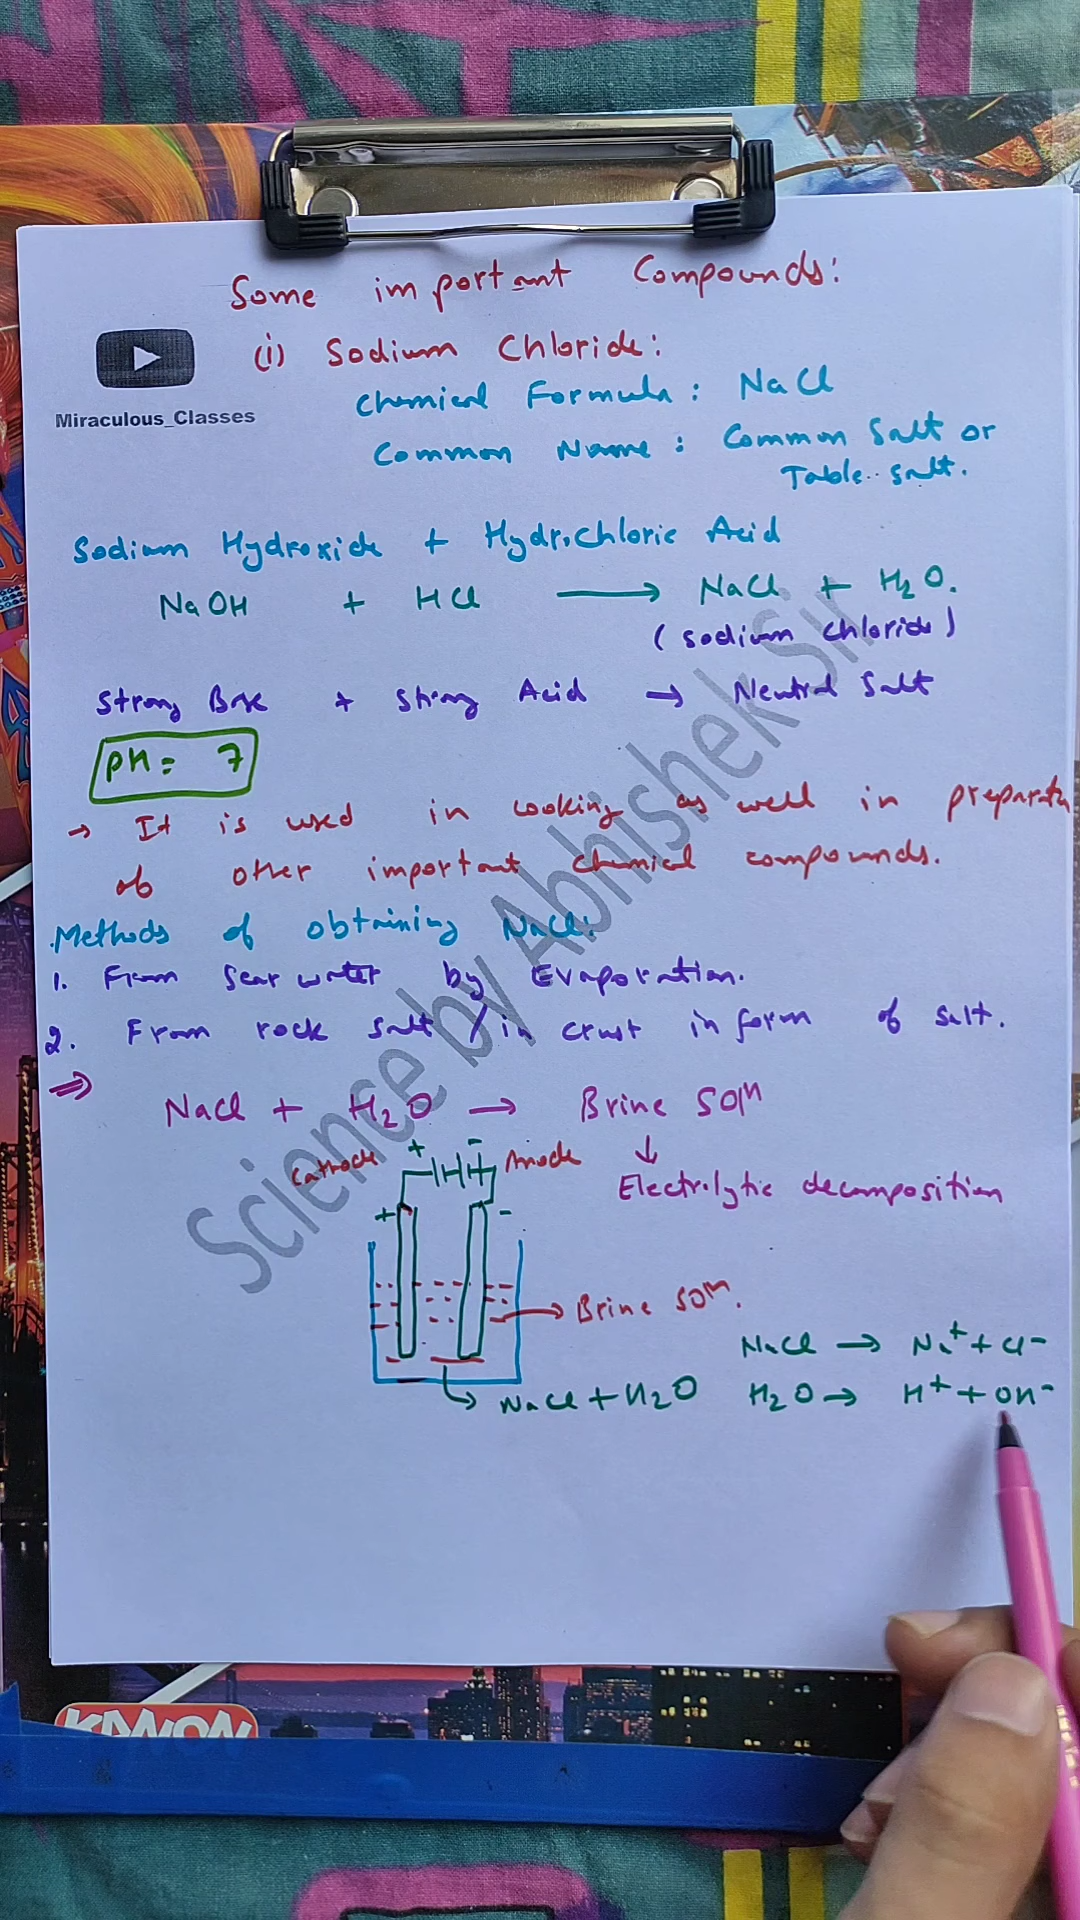 Some important Compounds:
(i) Sodium Chloride:
Miraculous_Classes
Chemical Formula: NaCl
Common Name: Common Salt or
Table salt.
Sodium Hydroxide + Hydrochloric Acid
NaOH + HCl ⟶ NaCl + H₂O.
(sodium chloride)
Strong Base + Strong Acid → Neutral Salt
pH = 7
→ It is used in cooking as well in preparatn
of other important chemical compounds.
Methods of obtaining NaCl:
1. From Sea water by Evaporation.
2. From rock salt / in crust in form of salt.
⇒ NaCl + H₂O → Brine solⁿ
↓
Electrolytic decomposition
Cathode + - Anode
+ -
→ Brine solⁿ.
NaCl → Na⁺ + Cl⁻
→ NaCl + H₂O
H₂O → H⁺ + OH⁻
Science by Abhishek Sir